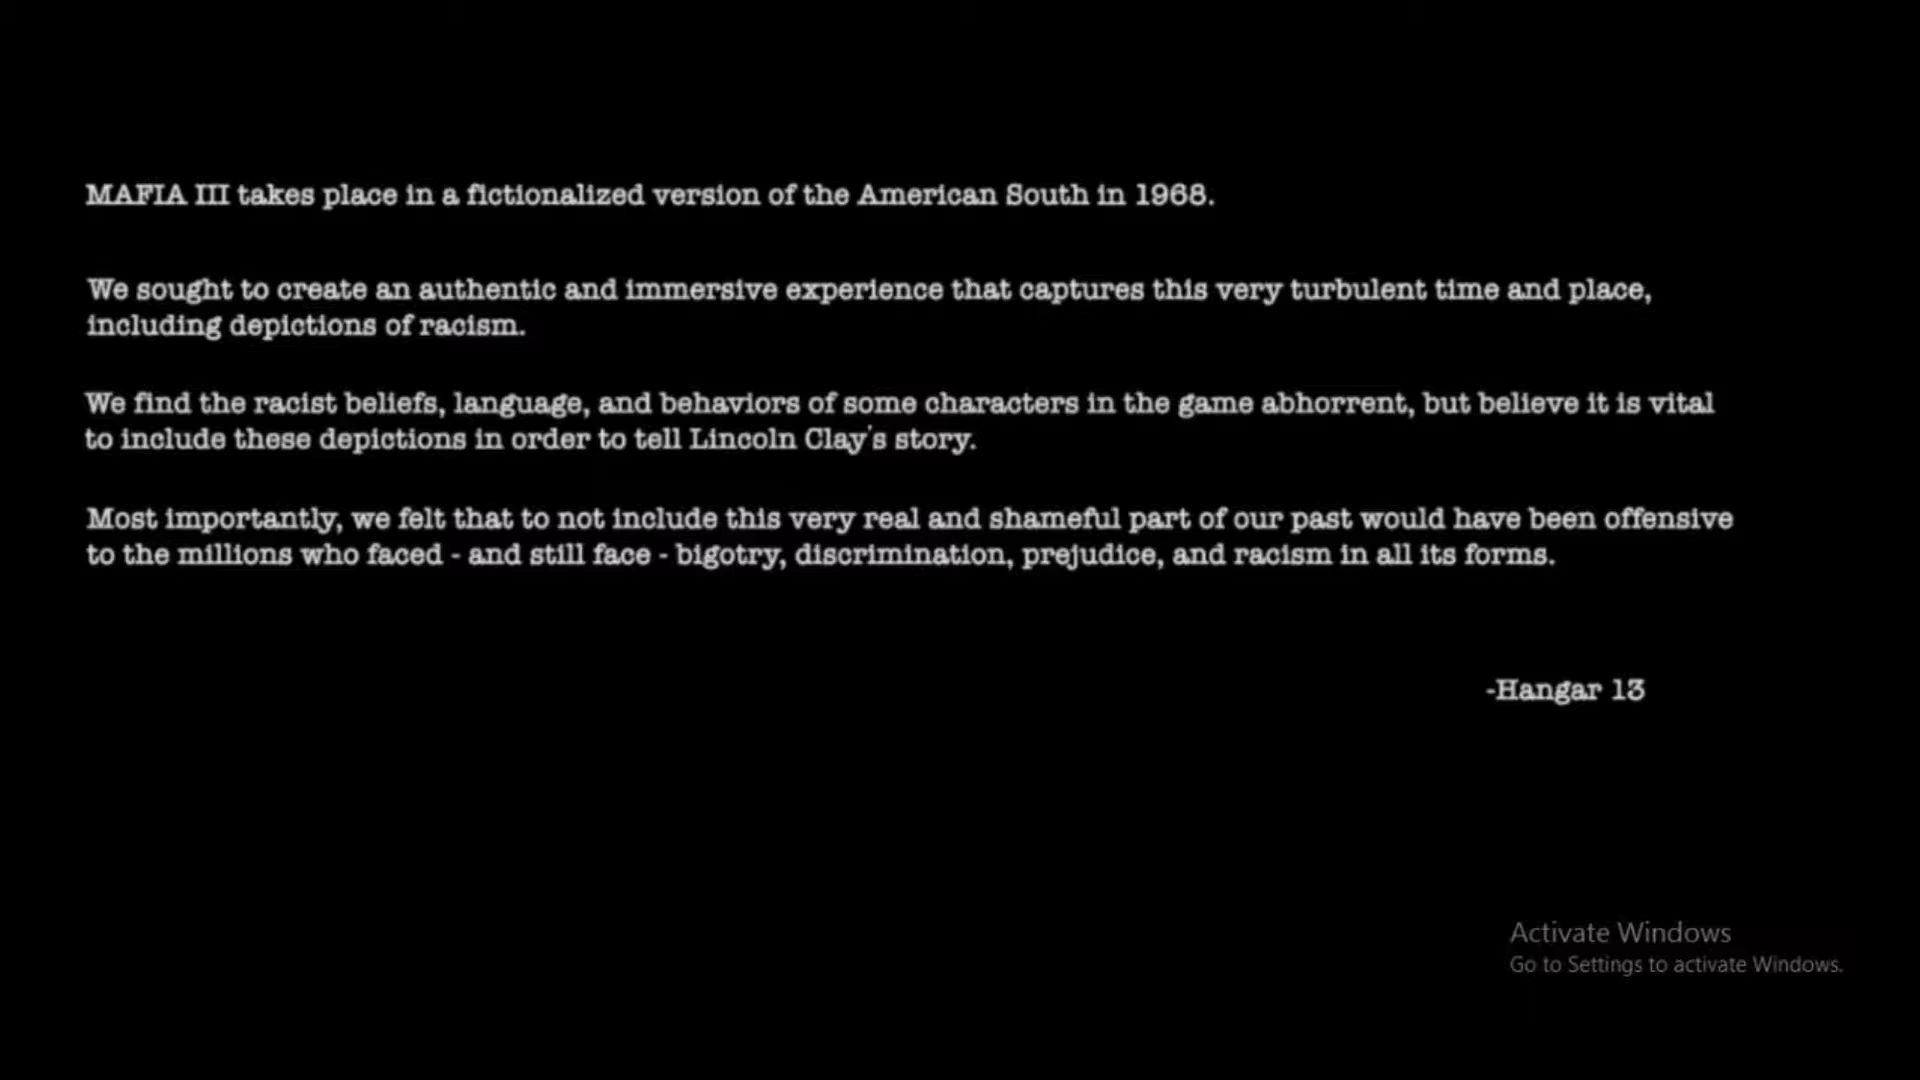 MAFIA III takes place in a fictionalized version of the American South in 1968.
We sought to create an authentic and immersive experience that captures this very turbulent time and place,
including depictions of racism.
We find the racist beliefs, language, and behaviors of some characters in the game abhorrent, but believe it is vital
to include these depictions in order to tell Lincoln Clay's story.
Most importantly, we felt that to not include this very real and shameful part of our past would have been offensive
to the millions who faced - and still face - bigotry, discrimination, prejudice, and racism in all its forms.
-Hangar 13
Activate Windows
Go to Settings to activate Windows.